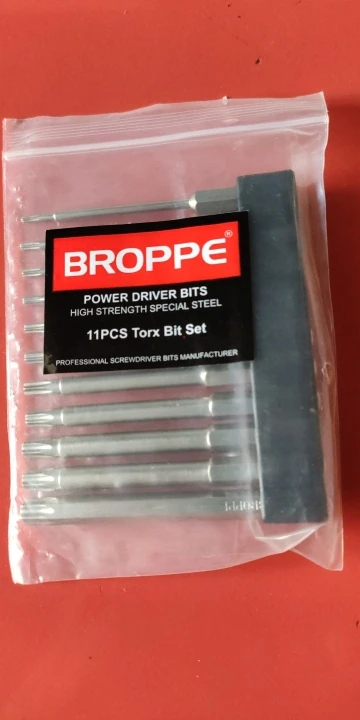 BROPPE®
POWER DRIVER BITS
HIGH STRENGTH SPECIAL STEEL
11PCS Torx Bit Set
PROFESSIONAL SCREWDRIVER BITS MANUFACTURER